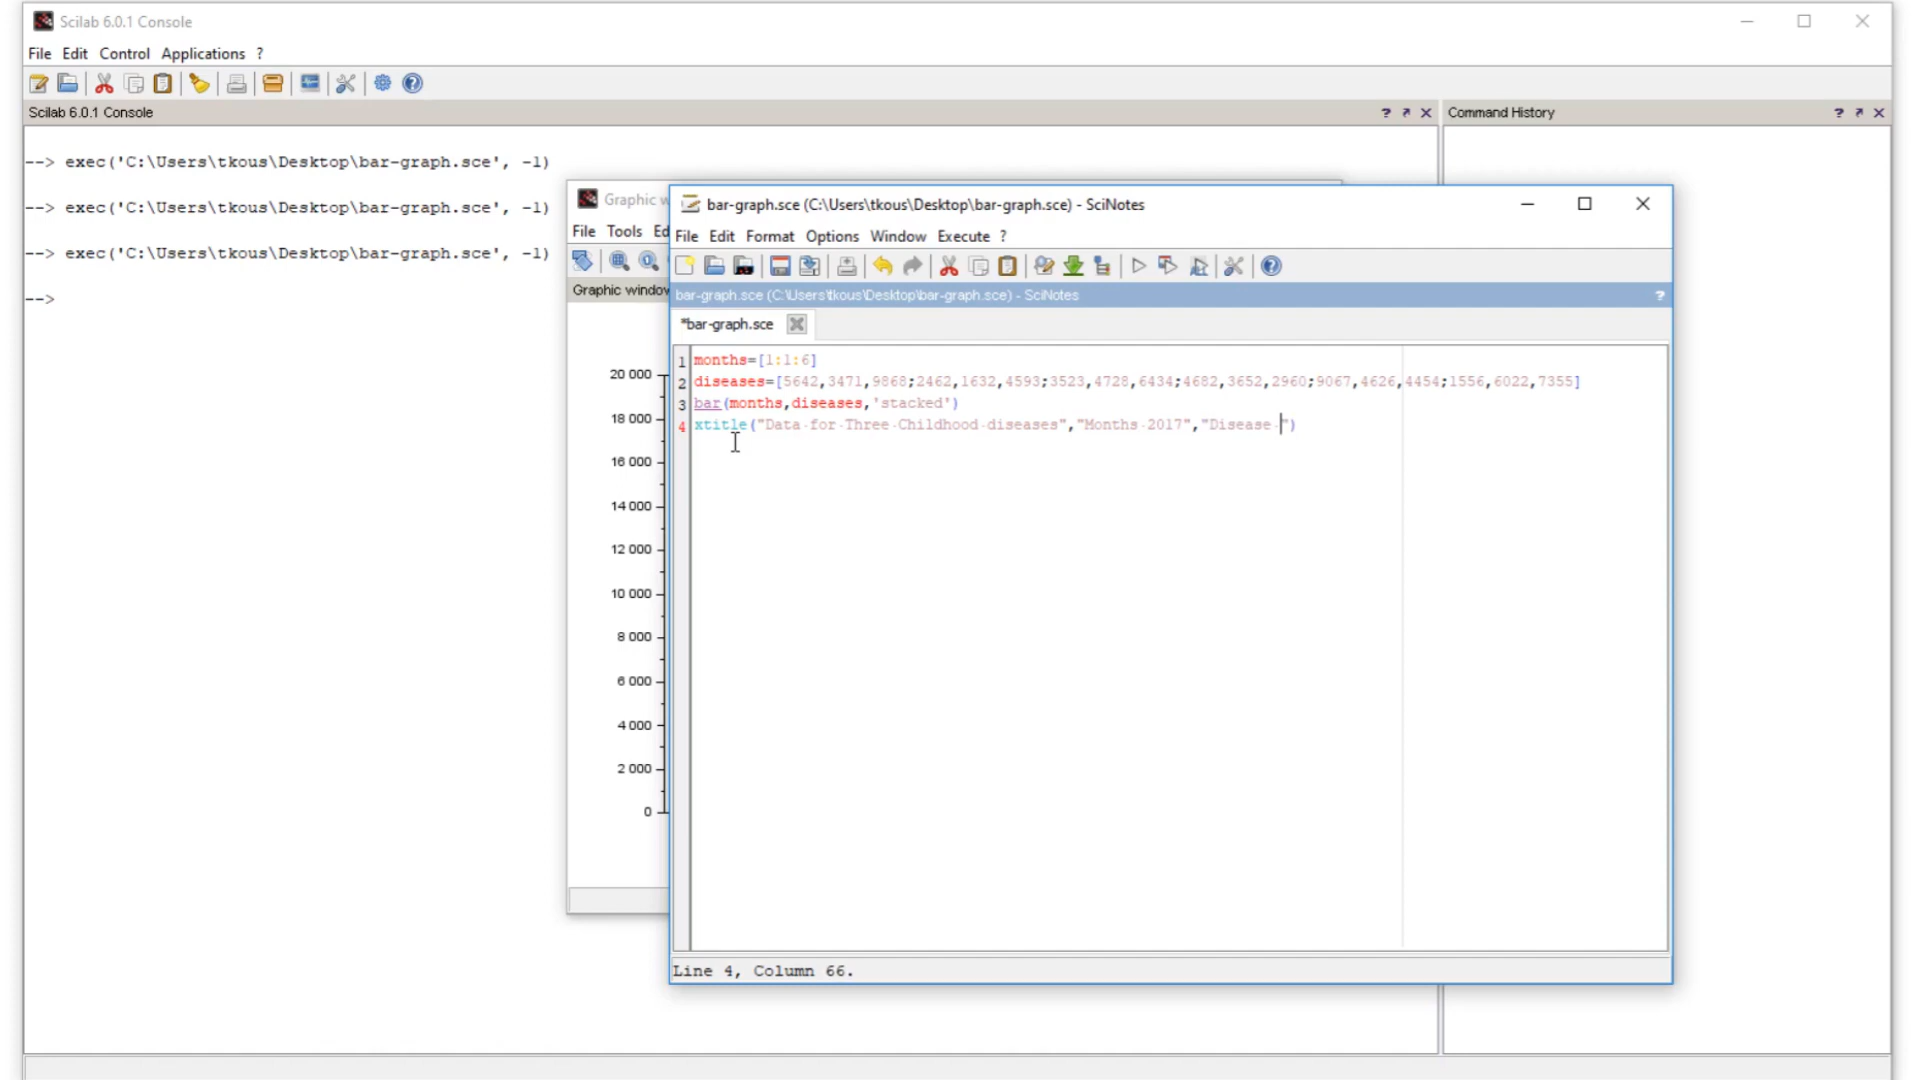 Scilab 6.0.1 Console
File Edit Control Applications ?
Scilab 6.0.1 Console
? Command History ?
--> exec('C:\Users\tkous\Desktop\bar-graph.sce', -1)
--> exec('C:\Users\tkous\Desktop\bar-graph.sce', -1)
--> exec('C:\Users\tkous\Desktop\bar-graph.sce', -1)
-->
Graphic w
File Tools Ed
Graphic window
20 000
18 000
16 000
14 000
12 000
10 000
8 000
6 000
4 000
2 000
0
bar-graph.sce (C:\Users\tkous\Desktop\bar-graph.sce) - SciNotes
File Edit Format Options Window Execute ?
bar-graph.sce (C:\Users\tkous\Desktop\bar-graph.sce) - SciNotes ?
*bar-graph.sce
1 months=[1:1:6]
2 diseases=[5642,3471,9868;2462,1632,4593;3523,4728,6434;4682,3652,2960;9067,4626,4454;1556,6022,7355]
3 bar(months,diseases,'stacked')
4 xtitle("Data for Three Childhood diseases","Months 2017","Disease ")
Line 4, Column 66.